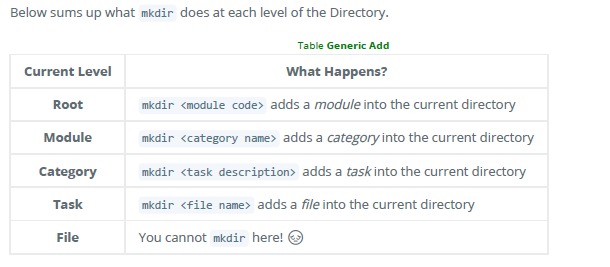 Below sums up what mkdir does at each level of the Directory.
Table Generic Add
Current Level What Happens?
Root mkdir <module code> adds a module into the current directory
Module mkdir <category name> adds a category into the current directory
Category mkdir <task description> adds a task into the current directory
Task mkdir <file name> adds a file into the current directory
File You cannot mkdir here!